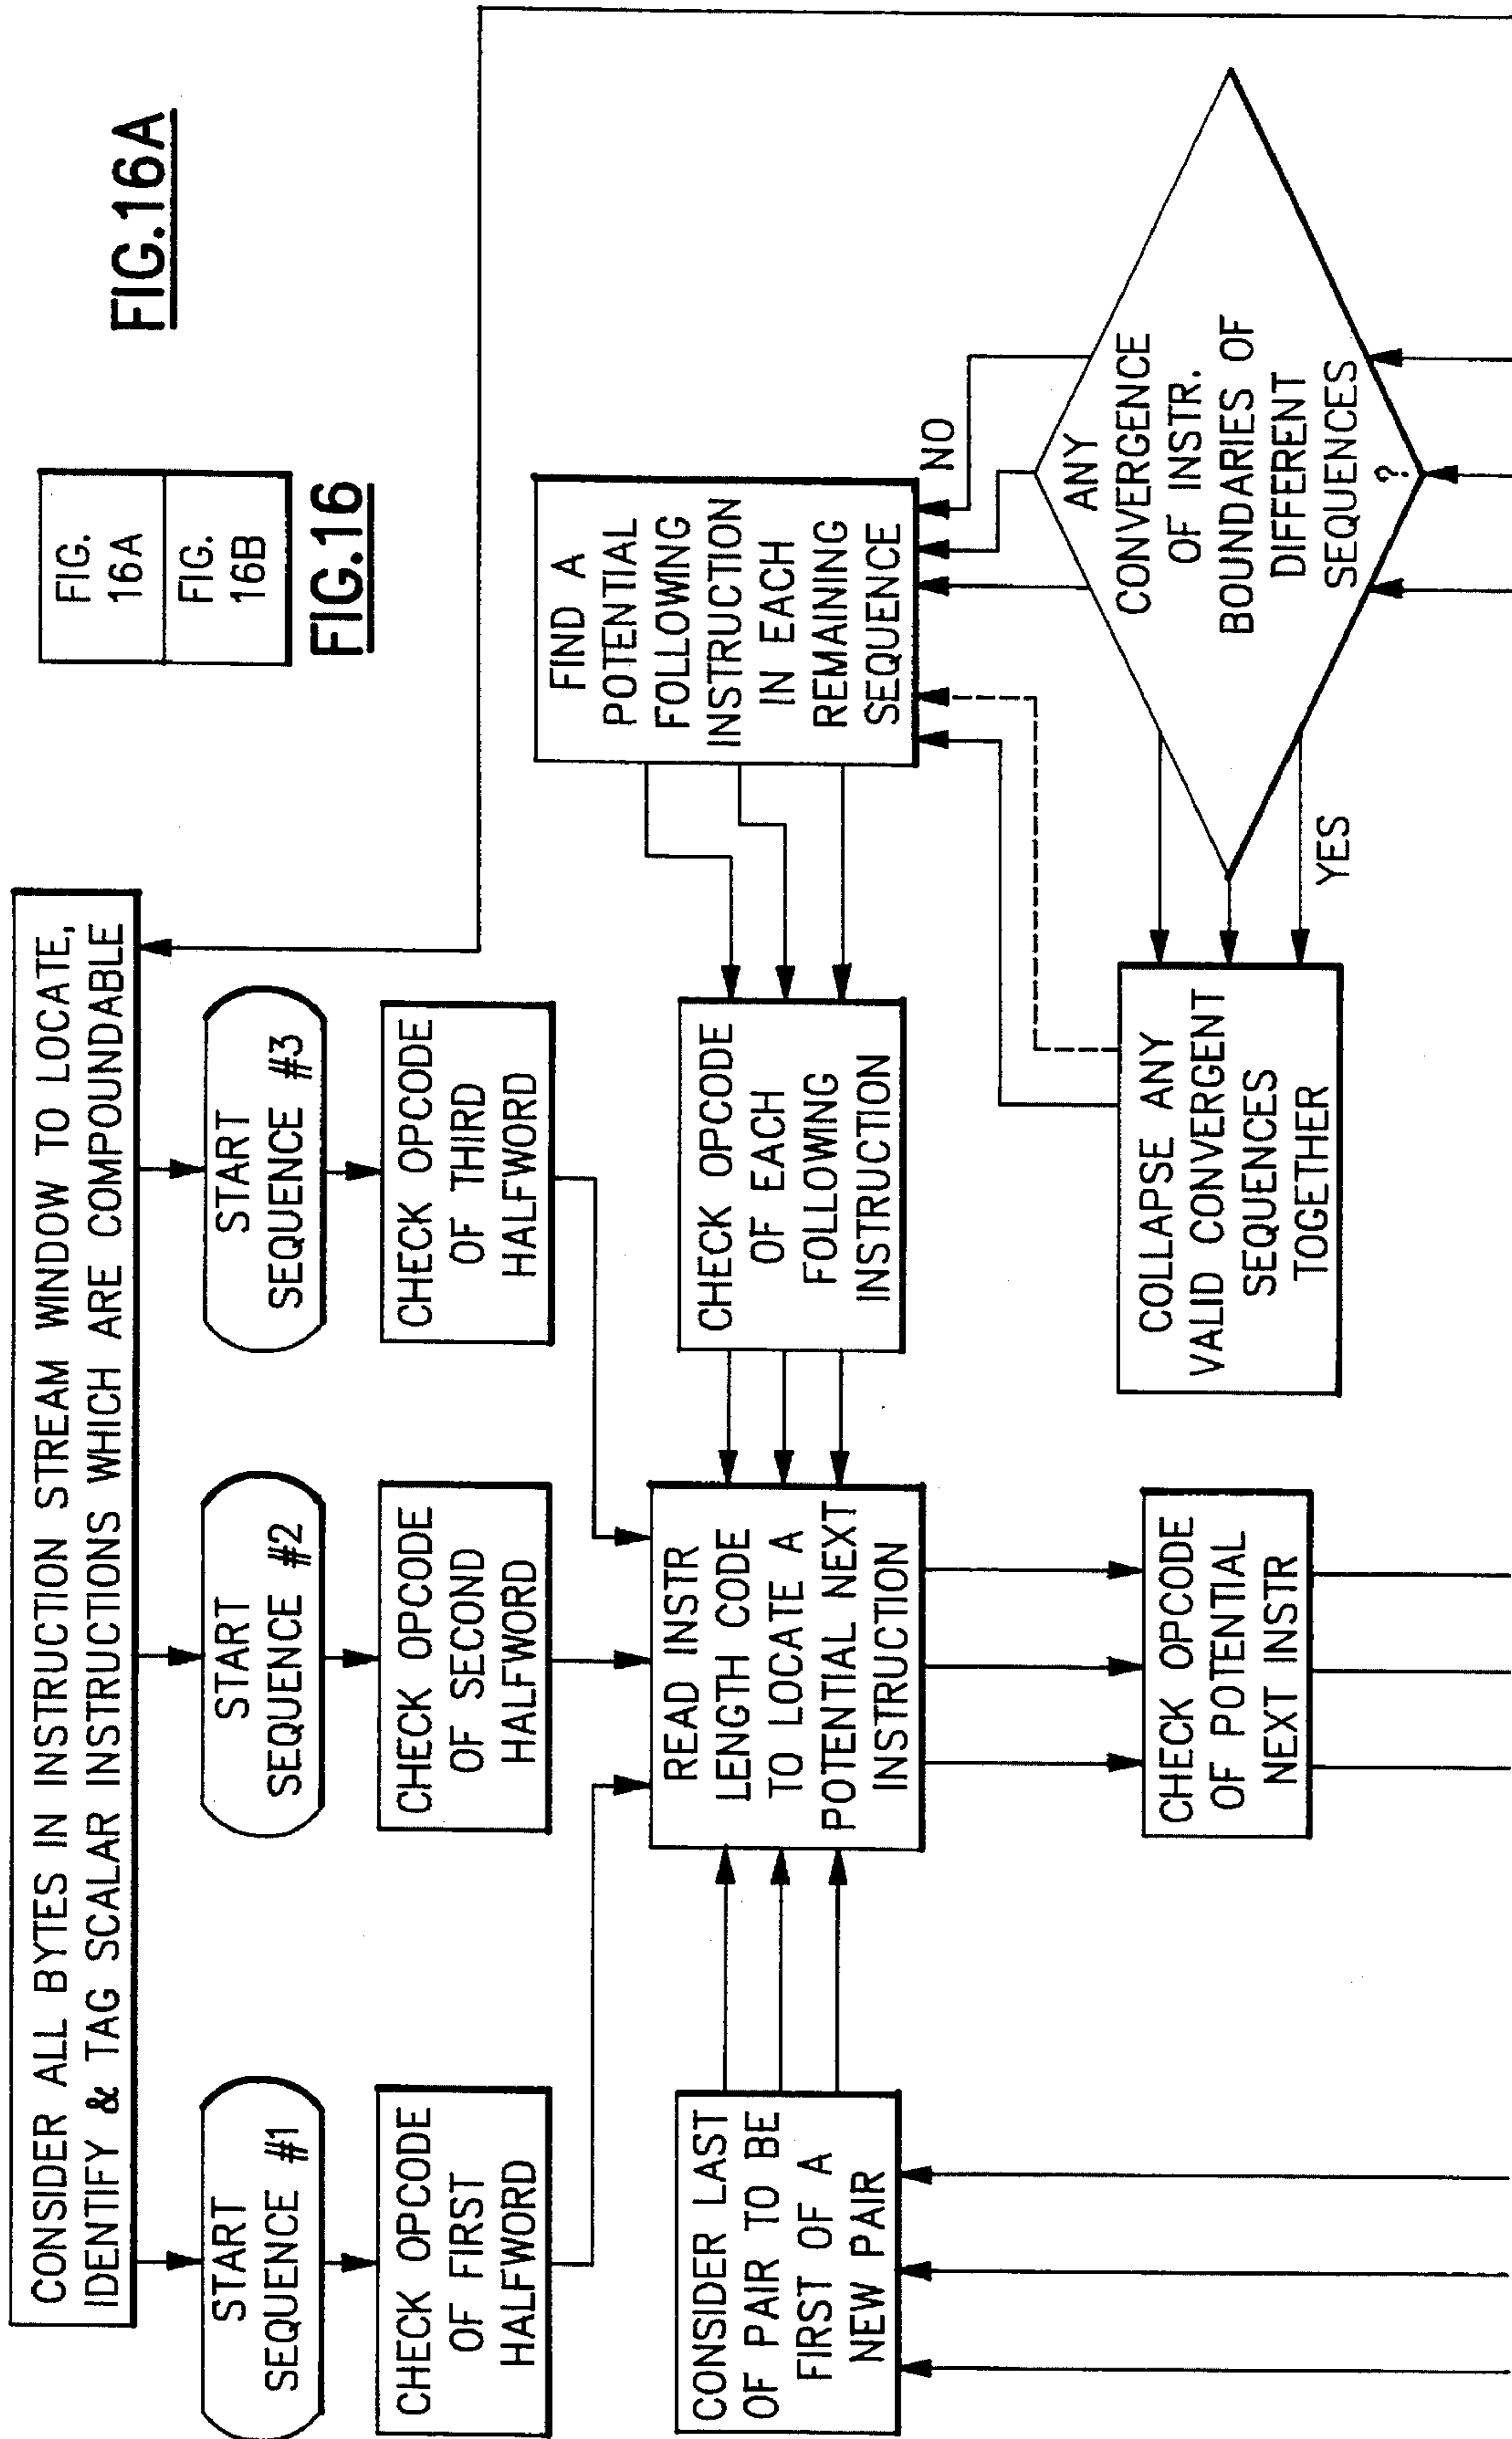 CONSIDER ALL BYTES IN INSTRUCTION STREAM WINDOW TO LOCATE,
IDENTIFY & TAG SCALAR INSTRUCTIONS WHICH ARE COMPOUNDABLE
FIG.
16A
FIG.
16B
FIG.16
FIG.16A
START
SEQUENCE #1
START
SEQUENCE #2
START
SEQUENCE #3
CHECK OPCODE
OF FIRST
HALFWORD
CHECK OPCODE
OF SECOND
HALFWORD
CHECK OPCODE
OF THIRD
HALFWORD
CONSIDER LAST
OF PAIR TO BE
FIRST OF A
NEW PAIR
READ INSTR
LENGTH CODE
TO LOCATE A
POTENTIAL NEXT
INSTRUCTION
CHECK OPCODE
OF EACH
FOLLOWING
INSTRUCTION
FIND A
POTENTIAL
FOLLOWING
INSTRUCTION
IN EACH
REMAINING
SEQUENCE
NO
CHECK OPCODE
OF POTENTIAL
NEXT INSTR
COLLAPSE ANY
VALID CONVERGENT
SEQUENCES
TOGETHER
YES
ANY
CONVERGENCE
OF INSTR.
BOUNDARIES OF
DIFFERENT
SEQUENCES
?